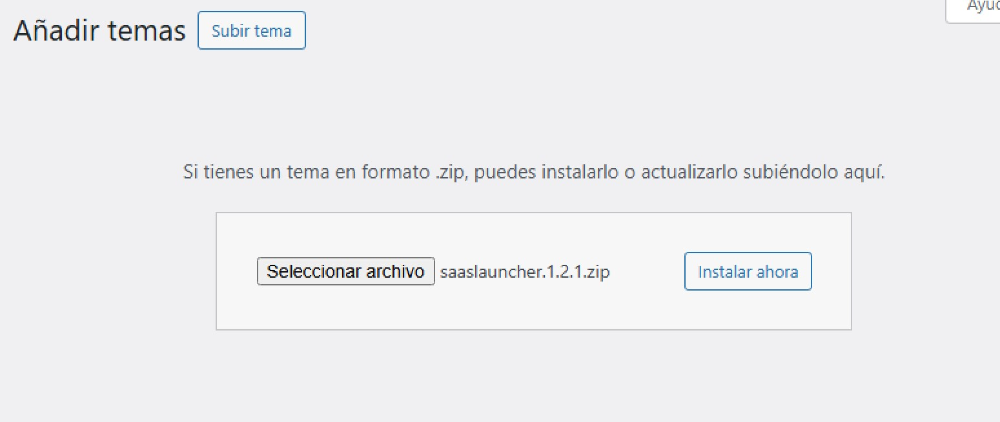 Añadir temas Subir tema
Si tienes un tema en formato .zip, puedes instalarlo o actualizarlo subiéndolo aquí.
Seleccionar archivo saaslauncher.1.2.1.zip Instalar ahora